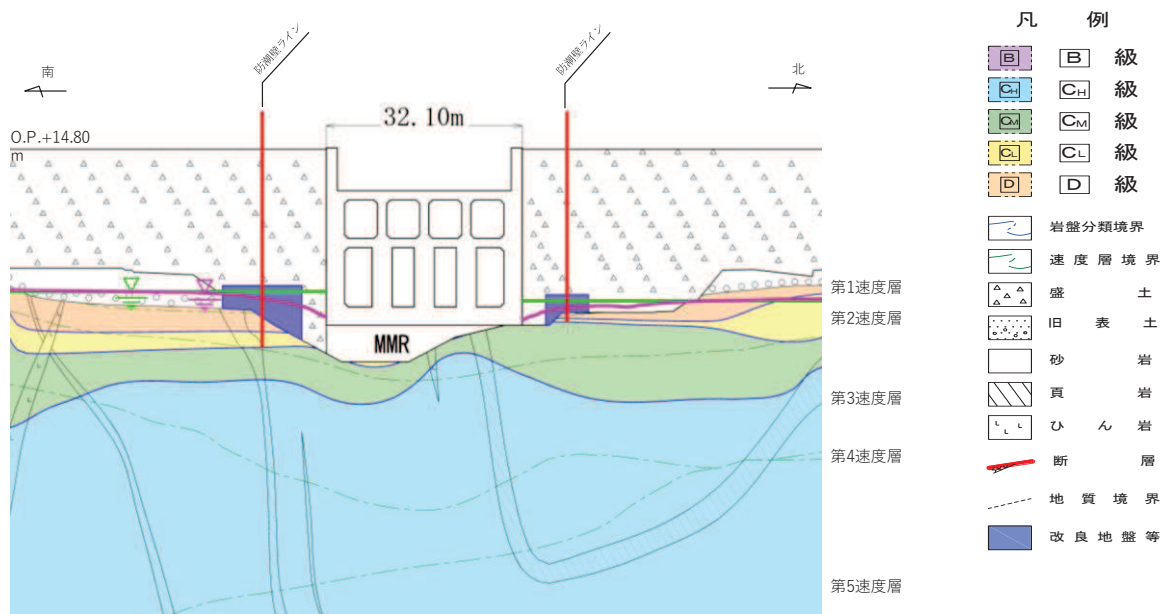 南
防潮壁ライン
防潮壁ライン
北
32.10m
O.P.+14.80
m
MMR
第1速度層
第2速度層
第3速度層
第4速度層
第5速度層
凡 例
B B 級
CH CH 級
CM CM 級
CL CL 級
D D 級
岩盤分類境界
速度層境界
盛土
旧表土
砂岩
頁岩
ひん岩
断層
地質境界
改良地盤等